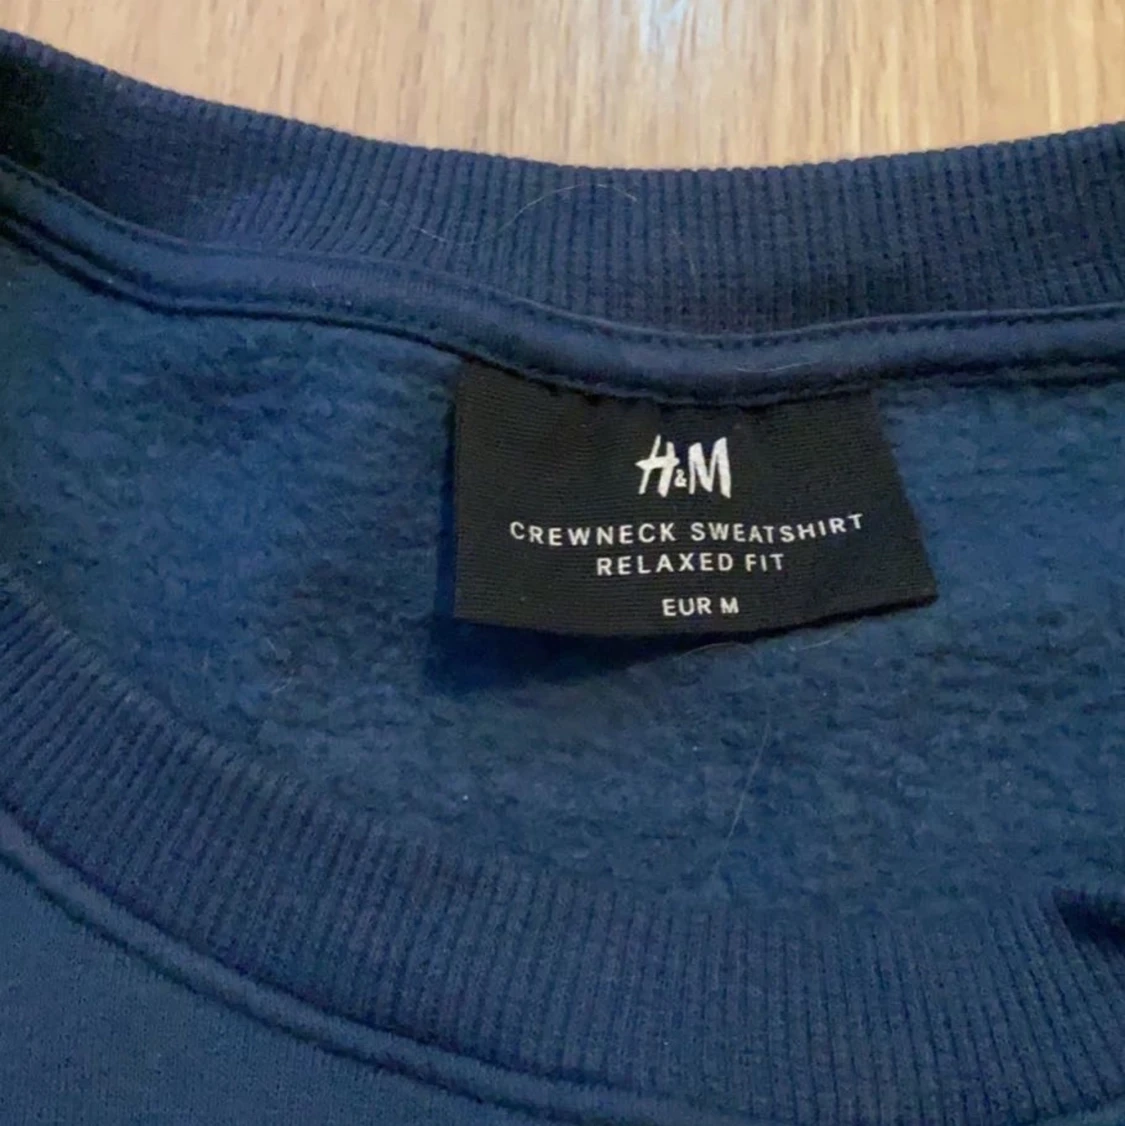 H&M
CREWNECK SWEATSHIRT
RELAXED FIT
EUR M